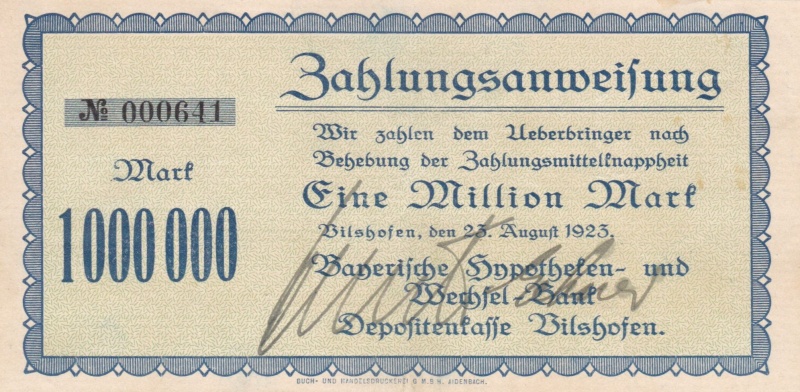 Zahlungsanweisung
№ 000641
Mark
1000000
Wir zahlen dem Ueberbringer nach
Behebung der Zahlungsmittelknappheit
Eine Million Mark
Vilshofen, den 23. August 1923.
Bayerische Hypotheken- und
Wechsel-Bank
Depositenkasse Vilshofen.
BUCH- UND HANDELSDRUCKEREI G. M. B. H. AIDENBACH.